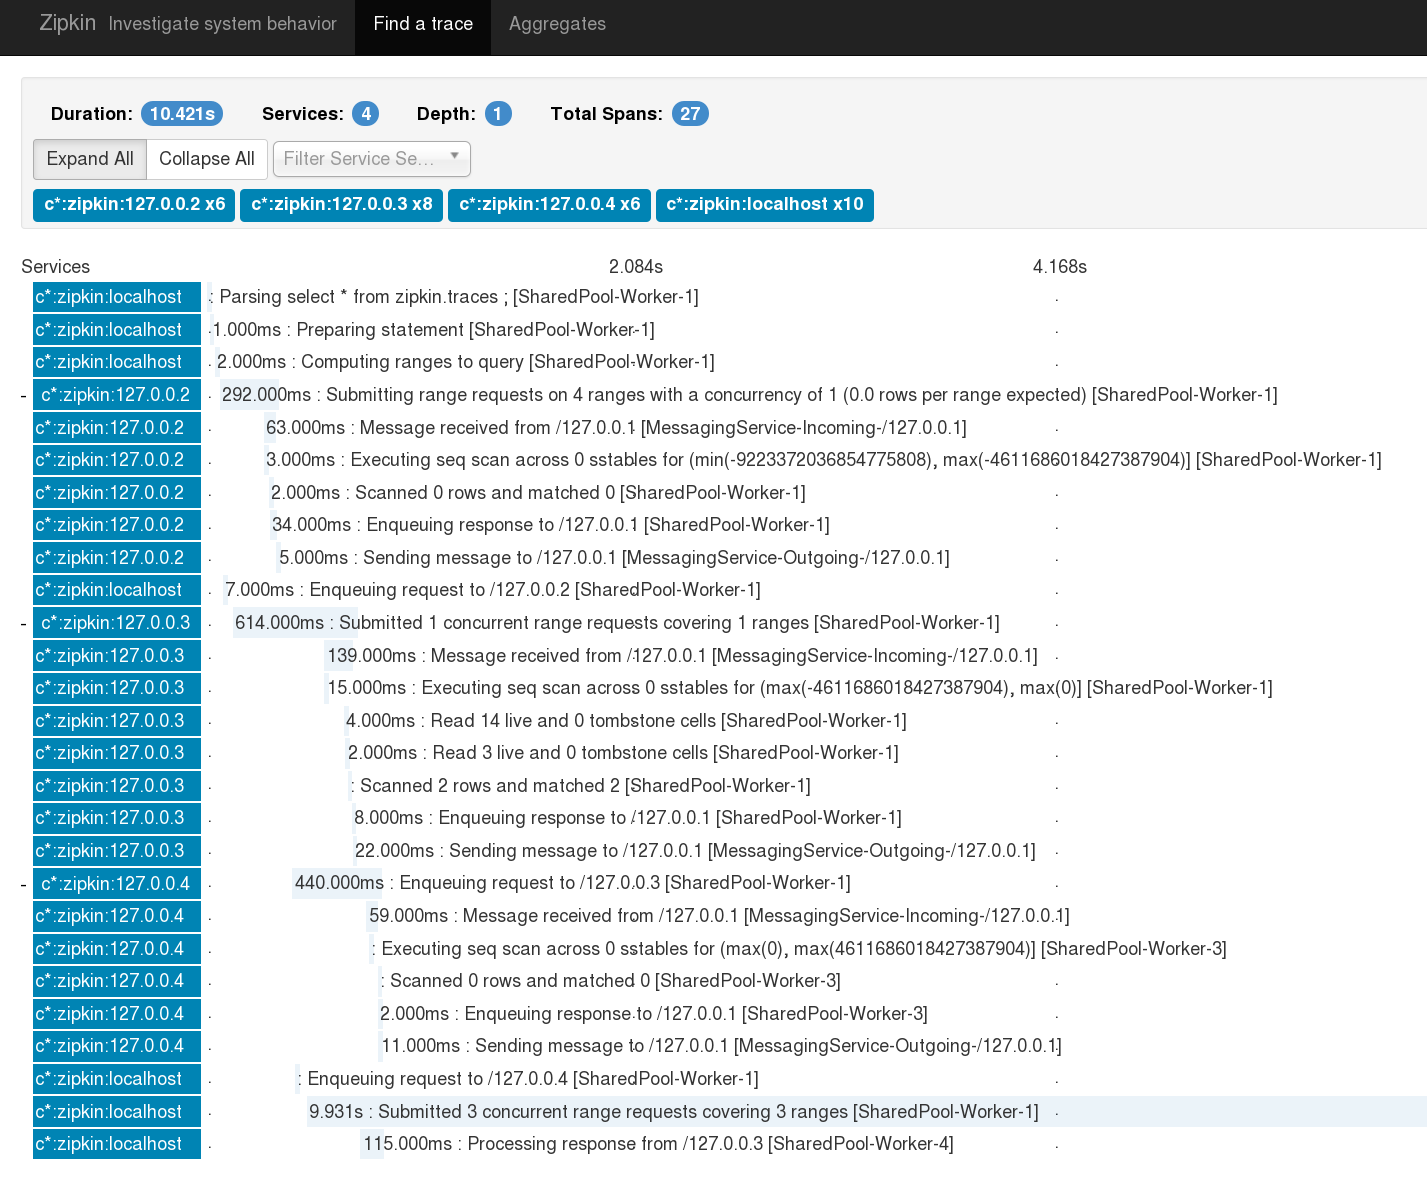 Zipkin Investigate system behavior Find a trace Aggregates
Duration: 10.421s Services: 4 Depth: 1 Total Spans: 27
Expand All Collapse All Filter Service Se...
c*:zipkin:127.0.0.2 x6 c*:zipkin:127.0.0.3 x8 c*:zipkin:127.0.0.4 x6 c*:zipkin:localhost x10
Services 2.084s 4.168s
c*:zipkin:localhost : Parsing select * from zipkin.traces ; [SharedPool-Worker-1]
c*:zipkin:localhost 1.000ms : Preparing statement [SharedPool-Worker-1]
c*:zipkin:localhost 2.000ms : Computing ranges to query [SharedPool-Worker-1]
- c*:zipkin:127.0.0.2 292.000ms : Submitting range requests on 4 ranges with a concurrency of 1 (0.0 rows per range expected) [SharedPool-Worker-1]
c*:zipkin:127.0.0.2 63.000ms : Message received from /127.0.0.1 [MessagingService-Incoming-/127.0.0.1]
c*:zipkin:127.0.0.2 3.000ms : Executing seq scan across 0 sstables for (min(-9223372036854775808), max(-4611686018427387904)] [SharedPool-Worker-1]
c*:zipkin:127.0.0.2 2.000ms : Scanned 0 rows and matched 0 [SharedPool-Worker-1]
c*:zipkin:127.0.0.2 34.000ms : Enqueuing response to /127.0.0.1 [SharedPool-Worker-1]
c*:zipkin:127.0.0.2 5.000ms : Sending message to /127.0.0.1 [MessagingService-Outgoing-/127.0.0.1]
c*:zipkin:localhost 7.000ms : Enqueuing request to /127.0.0.2 [SharedPool-Worker-1]
- c*:zipkin:127.0.0.3 614.000ms : Submitted 1 concurrent range requests covering 1 ranges [SharedPool-Worker-1]
c*:zipkin:127.0.0.3 139.000ms : Message received from /127.0.0.1 [MessagingService-Incoming-/127.0.0.1]
c*:zipkin:127.0.0.3 15.000ms : Executing seq scan across 0 sstables for (max(-4611686018427387904), max(0)] [SharedPool-Worker-1]
c*:zipkin:127.0.0.3 4.000ms : Read 14 live and 0 tombstone cells [SharedPool-Worker-1]
c*:zipkin:127.0.0.3 2.000ms : Read 3 live and 0 tombstone cells [SharedPool-Worker-1]
c*:zipkin:127.0.0.3 : Scanned 2 rows and matched 2 [SharedPool-Worker-1]
c*:zipkin:127.0.0.3 8.000ms : Enqueuing response to /127.0.0.1 [SharedPool-Worker-1]
c*:zipkin:127.0.0.3 22.000ms : Sending message to /127.0.0.1 [MessagingService-Outgoing-/127.0.0.1]
- c*:zipkin:127.0.0.4 440.000ms : Enqueuing request to /127.0.0.3 [SharedPool-Worker-1]
c*:zipkin:127.0.0.4 59.000ms : Message received from /127.0.0.1 [MessagingService-Incoming-/127.0.0.1]
c*:zipkin:127.0.0.4 : Executing seq scan across 0 sstables for (max(0), max(4611686018427387904)] [SharedPool-Worker-3]
c*:zipkin:127.0.0.4 : Scanned 0 rows and matched 0 [SharedPool-Worker-3]
c*:zipkin:127.0.0.4 2.000ms : Enqueuing response to /127.0.0.1 [SharedPool-Worker-3]
c*:zipkin:127.0.0.4 11.000ms : Sending message to /127.0.0.1 [MessagingService-Outgoing-/127.0.0.1]
c*:zipkin:localhost : Enqueuing request to /127.0.0.4 [SharedPool-Worker-1]
c*:zipkin:localhost 9.931s : Submitted 3 concurrent range requests covering 3 ranges [SharedPool-Worker-1]
c*:zipkin:localhost 115.000ms : Processing response from /127.0.0.3 [SharedPool-Worker-4]